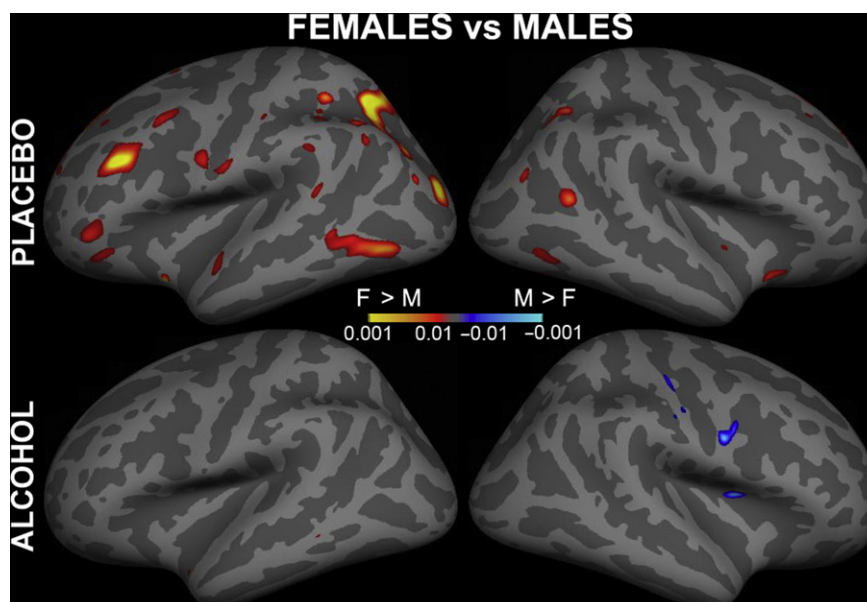 FEMALES vs MALES
PLACEBO
F > M M > F
0.001 0.01 −0.01 −0.001
ALCOHOL